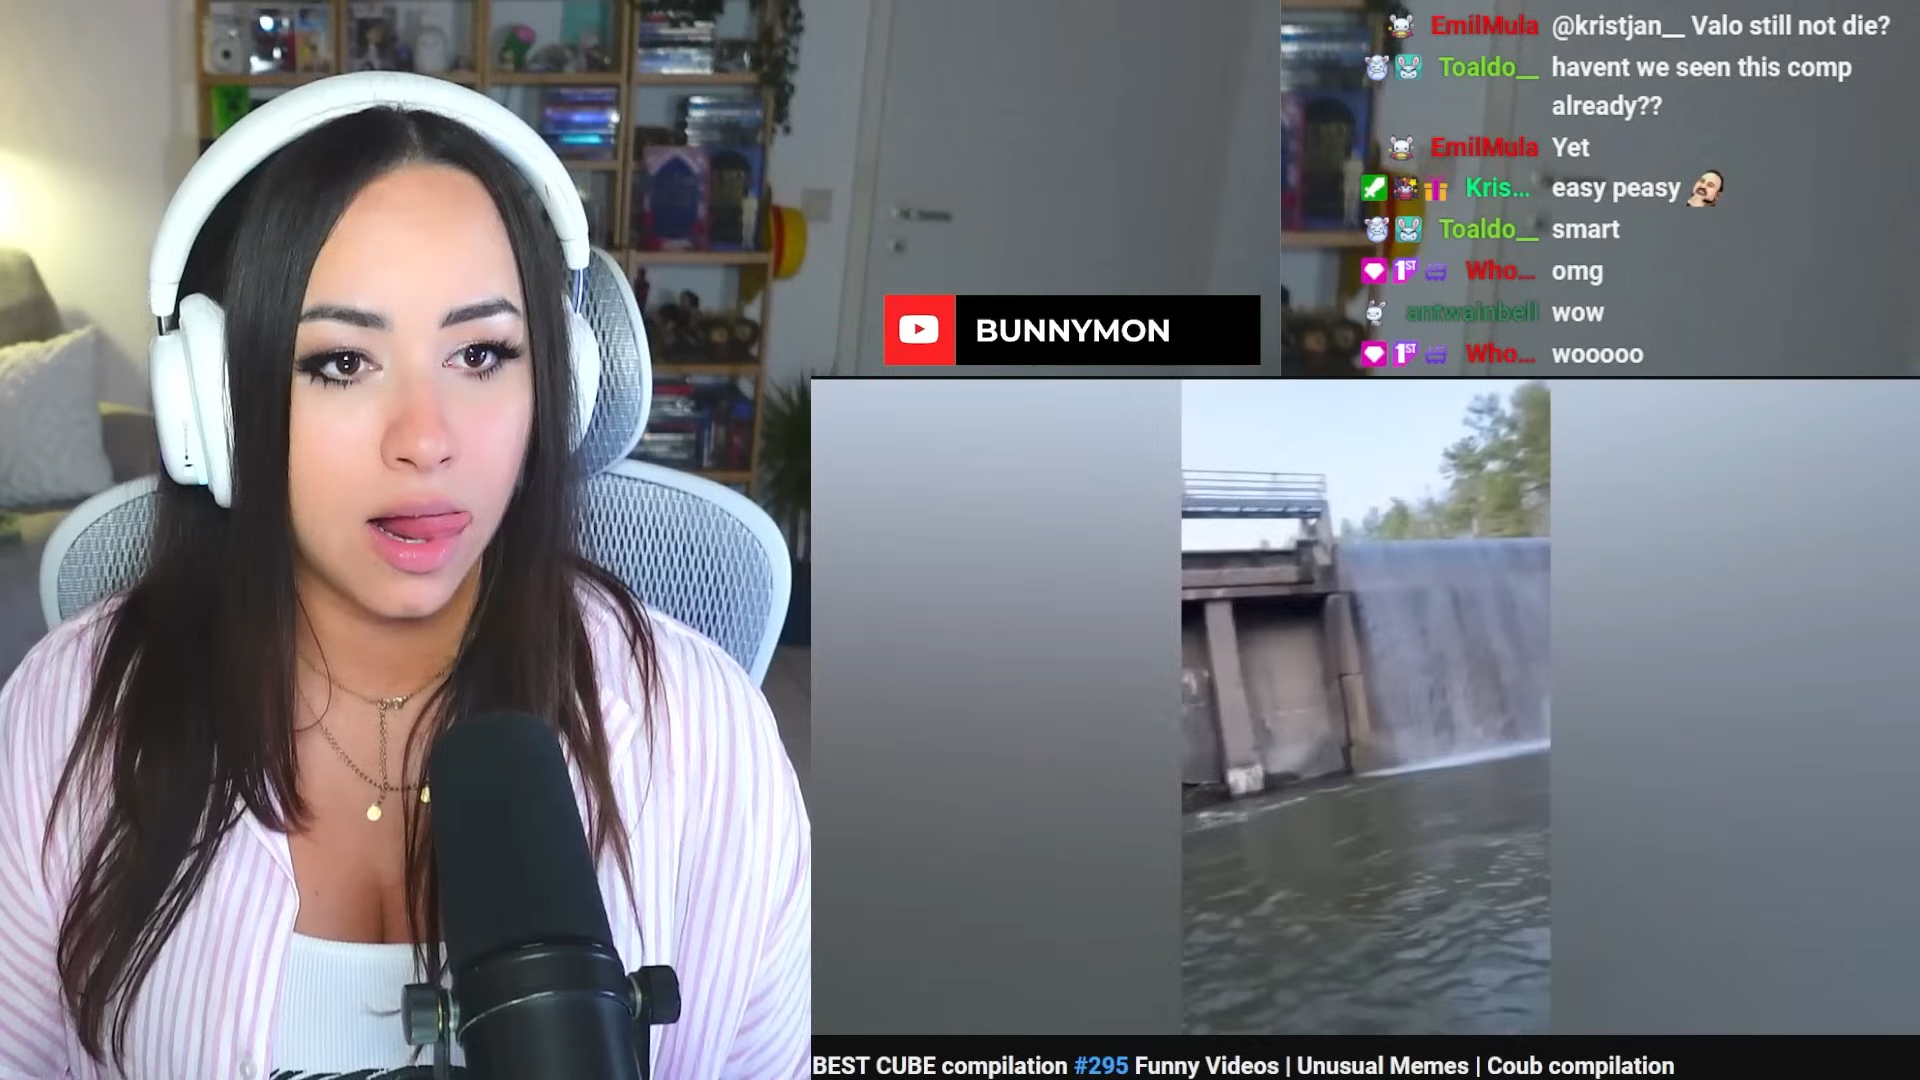 EmilMula @kristjan__ Valo still not die?
Toaldo__ havent we seen this comp
already??
EmilMula Yet
Kris... easy peasy
Toaldo__ smart
1ST Who... omg
antwainbell wow
1ST Who... wooooo
BUNNYMON
BEST CUBE compilation #295 Funny Videos | Unusual Memes | Coub compilation